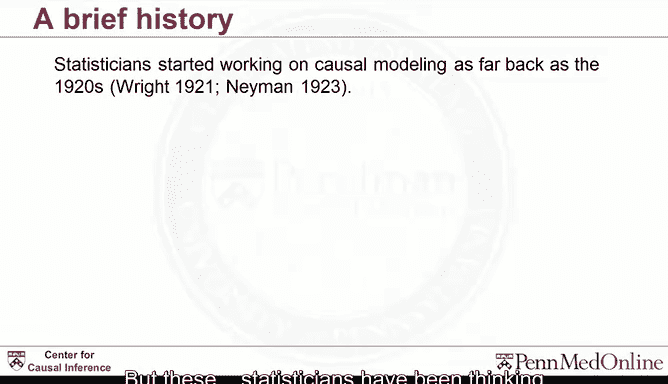 A brief history
Statisticians started working on causal modeling as far back as the
1920s (Wright 1921; Neyman 1923).
Center for
Causal Inference
PennMedOnline
But these    statisticians have been thinking